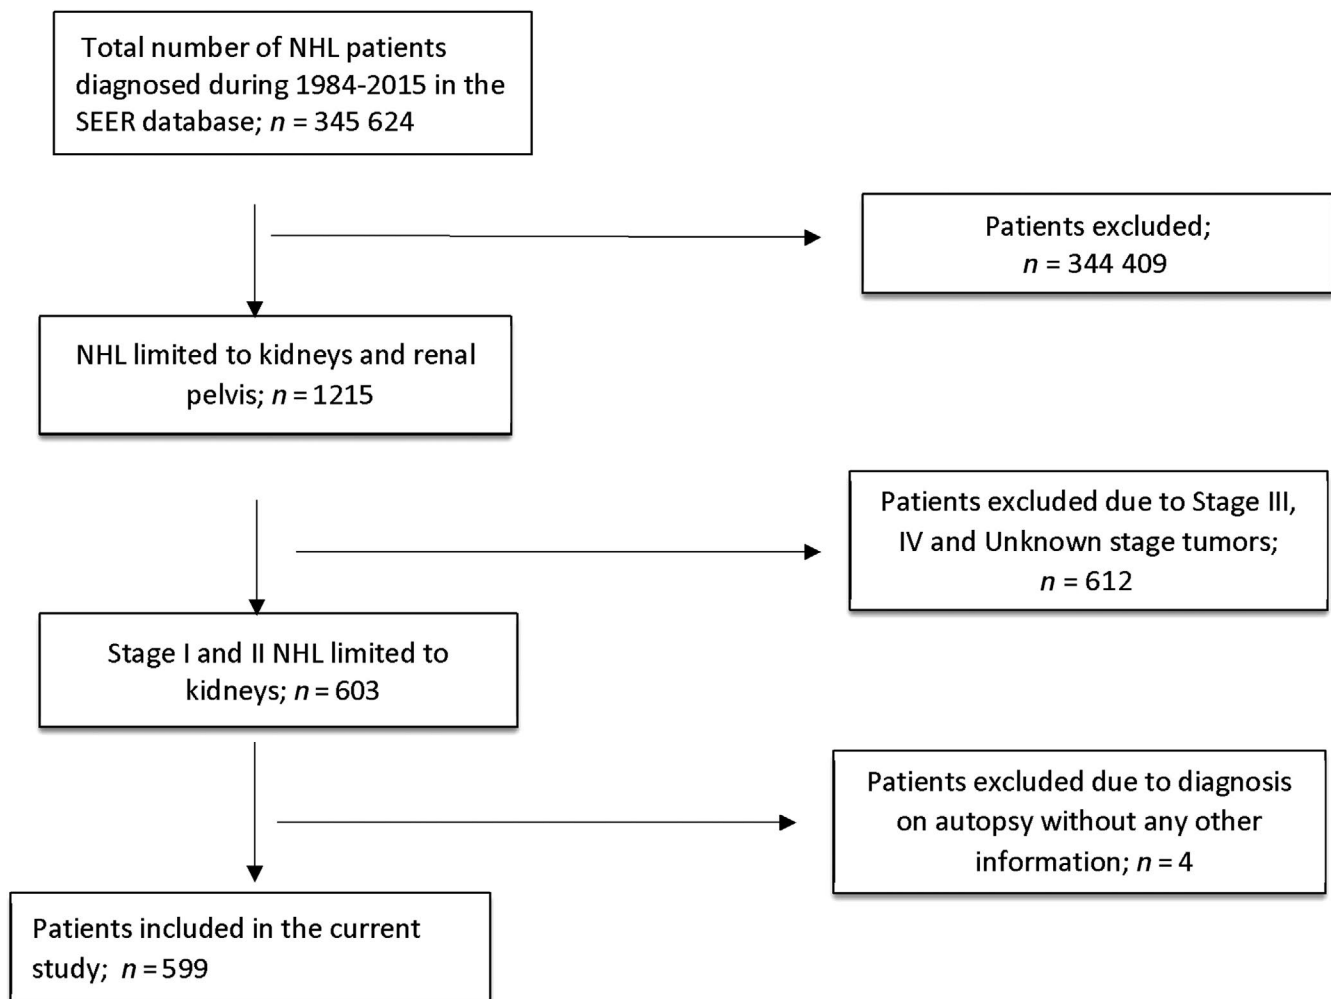 Total number of NHL patients
diagnosed during 1984-2015 in the
SEER database; n = 345 624
Patients excluded;
n = 344 409
NHL limited to kidneys and renal
pelvis; n = 1215
Patients excluded due to Stage III,
IV and Unknown stage tumors;
n = 612
Stage I and II NHL limited to
kidneys; n = 603
Patients excluded due to diagnosis
on autopsy without any other
information; n = 4
Patients included in the current
study; n = 599